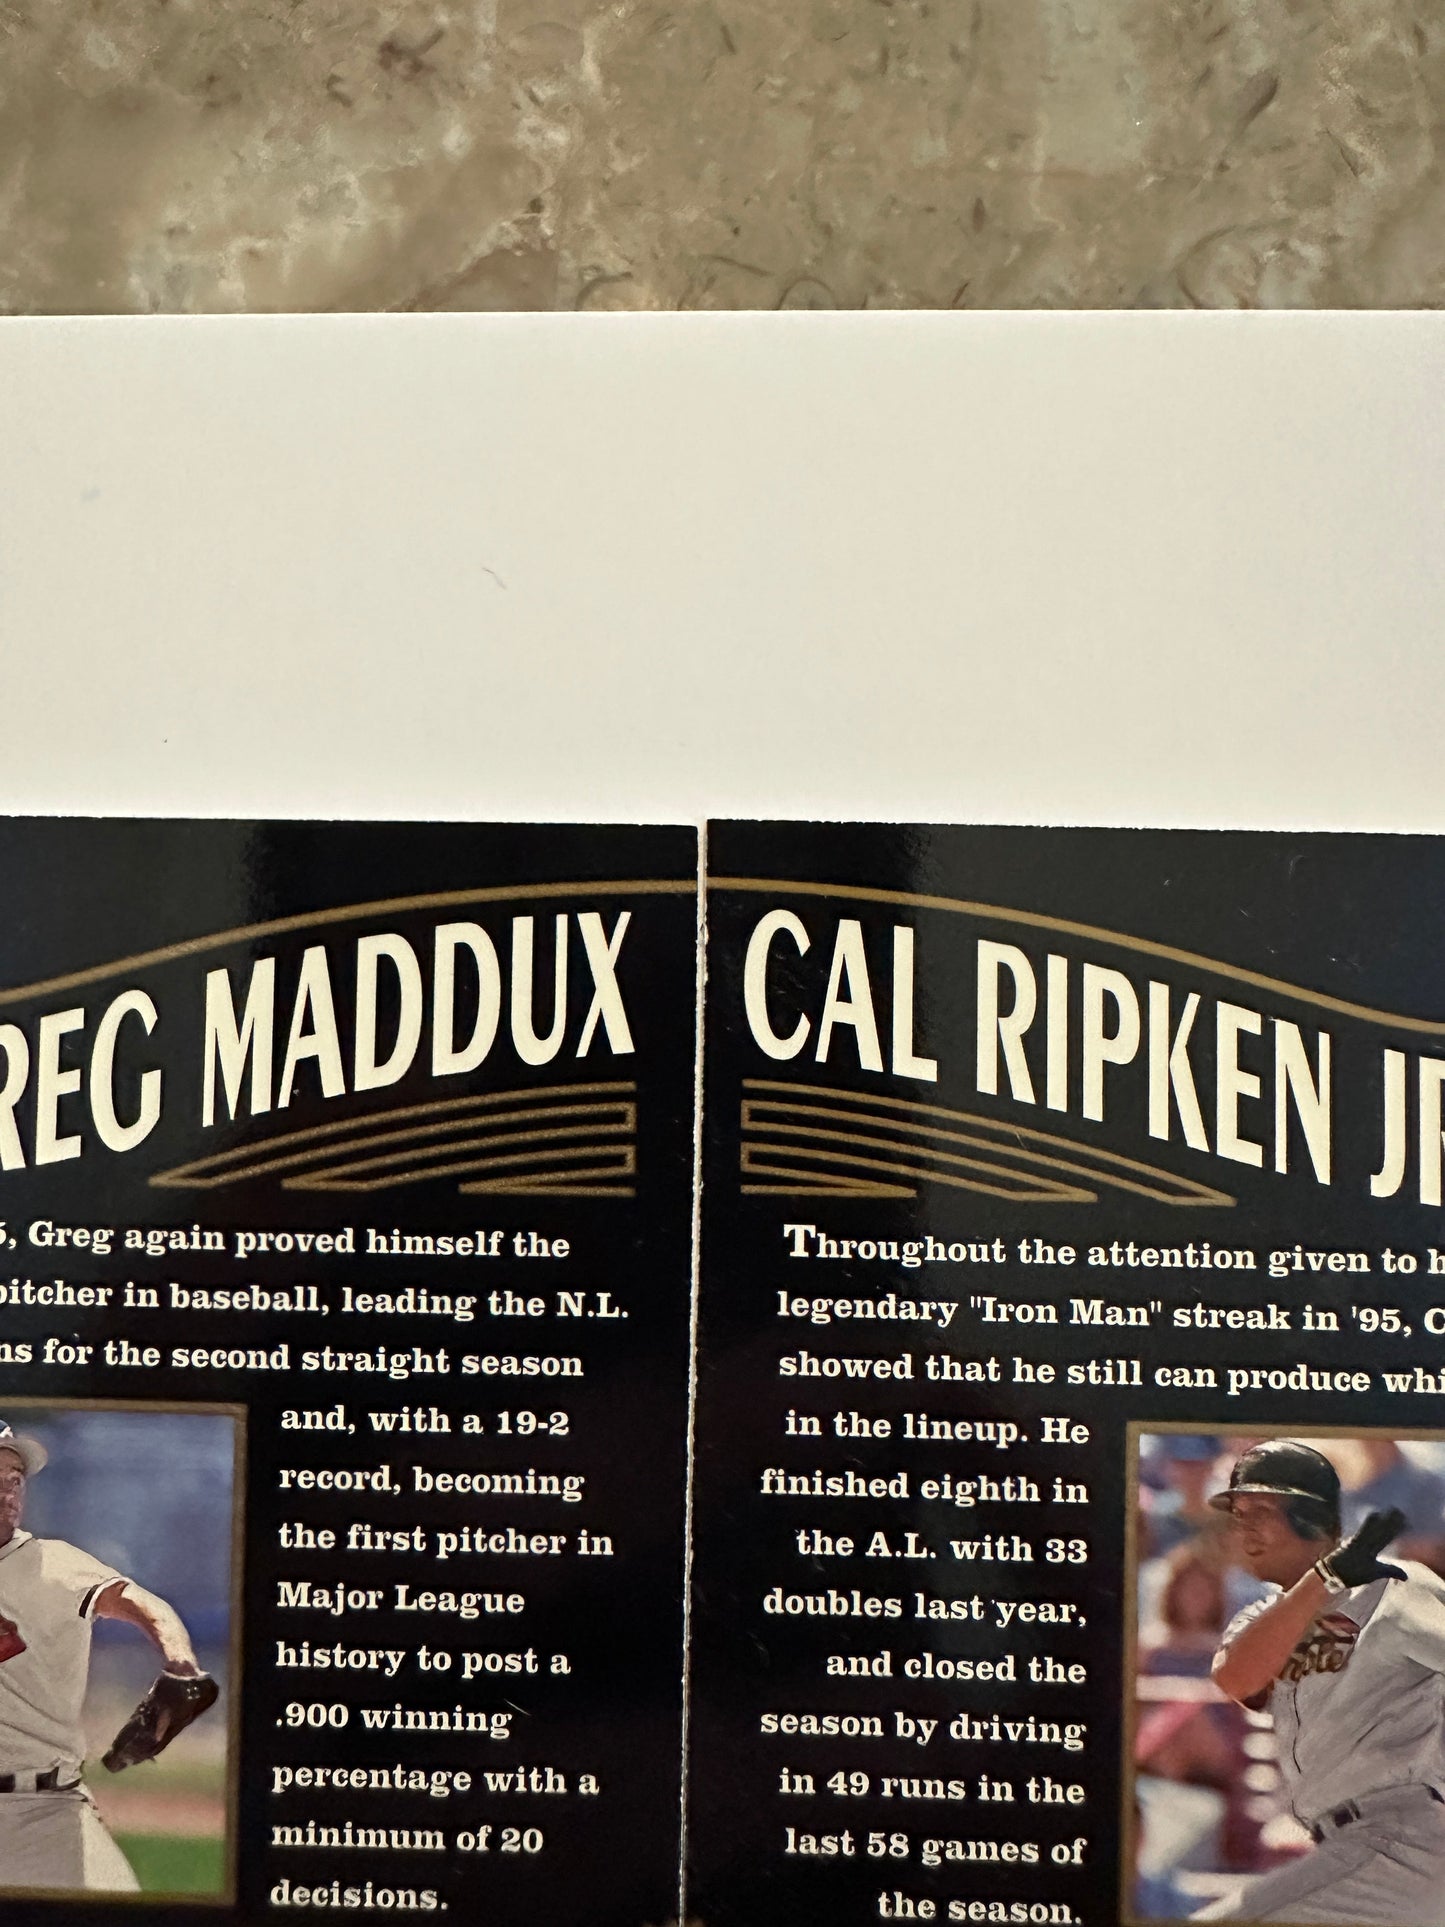 REG MADDUX
5, Greg again proved himself the
pitcher in baseball, leading the N.L.
ns for the second straight season
and, with a 19-2
record, becoming
the first pitcher in
Major League
history to post a
.900 winning
percentage with a
minimum of 20
decisions.
CAL RIPKEN JR
Throughout the attention given to h
legendary "Iron Man" streak in '95, C
showed that he still can produce whi
in the lineup. He
finished eighth in
the A.L. with 33
doubles last year,
and closed the
season by driving
in 49 runs in the
last 58 games of
the season.